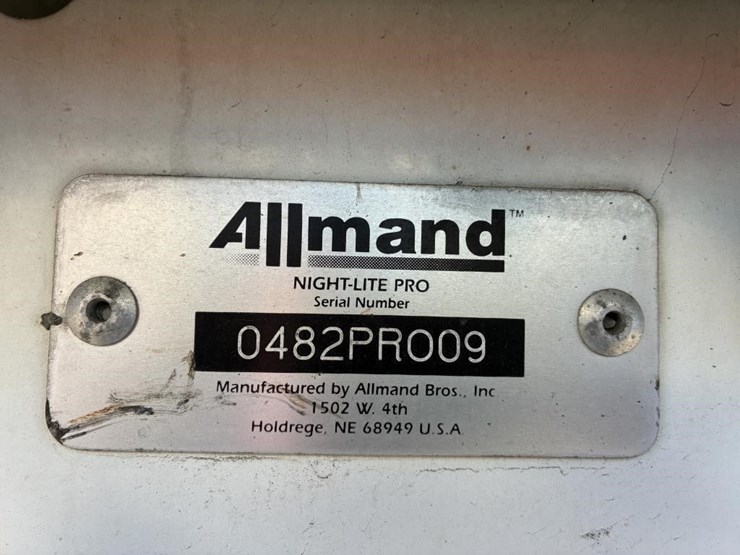 Allmand™
NIGHT-LITE PRO
Serial Number
0482PRO09
Manufactured by Allmand Bros., Inc
1502 W. 4th
Holdrege, NE 68949 U.S.A.